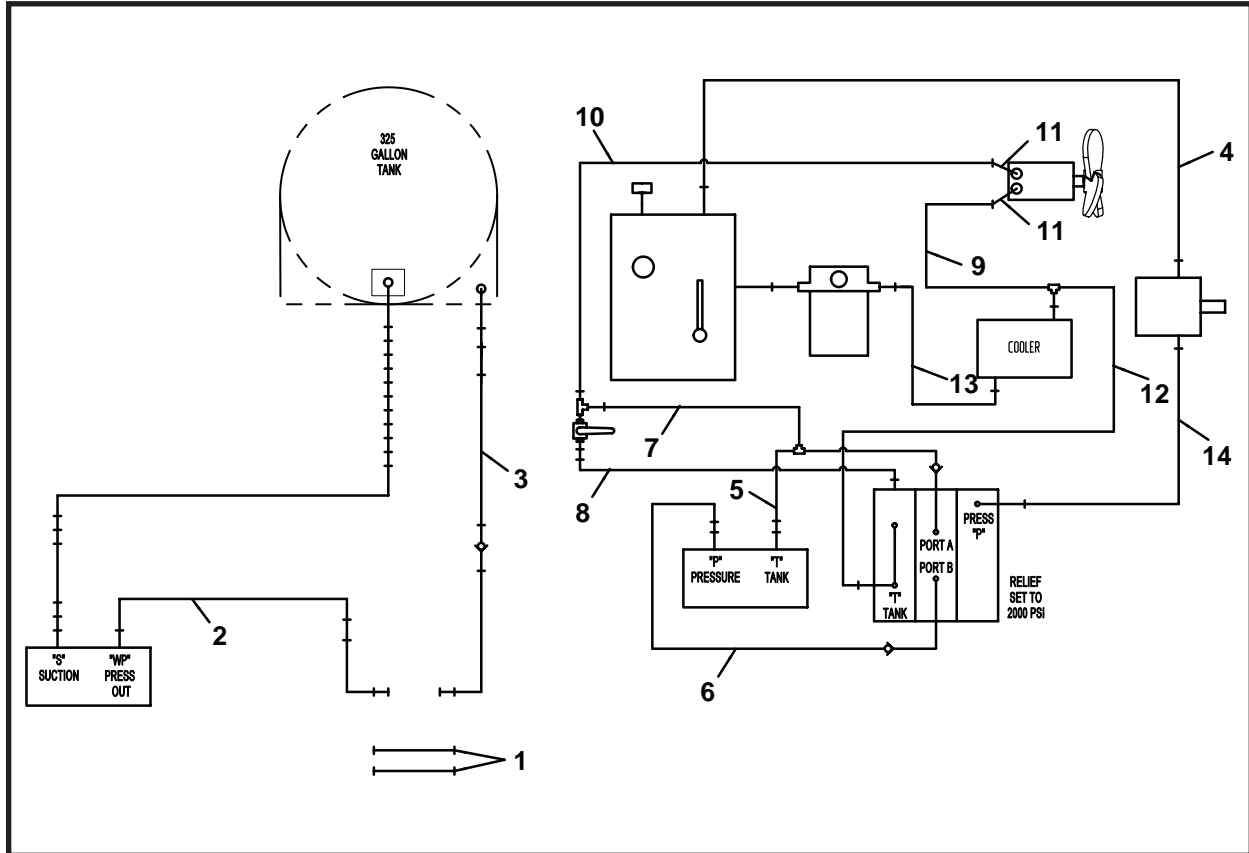 325
GALLON
TANK
10
11
4
11
9
COOLER
13
12
7
3
14
8
5
PRESS
"P"
PORT A
PORT B
"P"
PRESSURE
"T"
TANK
"T"
TANK
RELIEF
SET TO
2000 PSI
2
6
"S"
SUCTION
"WP"
PRESS
OUT
1